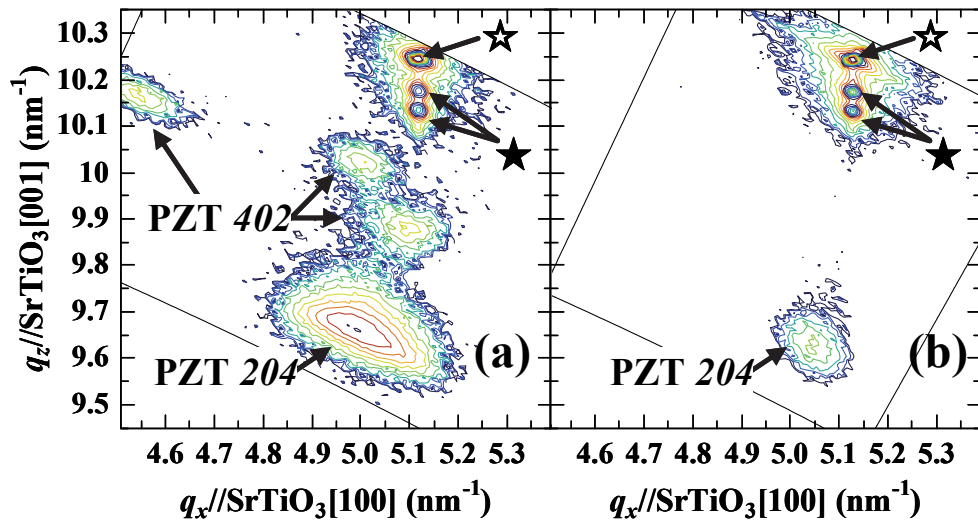 10.3
10.2
10.1
10
9.9
9.8
9.7
9.6
9.5
q_z//SrTiO₃[001] (nm⁻¹)
PZT 402
PZT 204
(a)
4.6 4.7 4.8 4.9 5.0 5.1 5.2 5.3
q_x//SrTiO₃[100] (nm⁻¹)
PZT 204
(b)
4.6 4.7 4.8 4.9 5.0 5.1 5.2 5.3
q_x//SrTiO₃[100] (nm⁻¹)